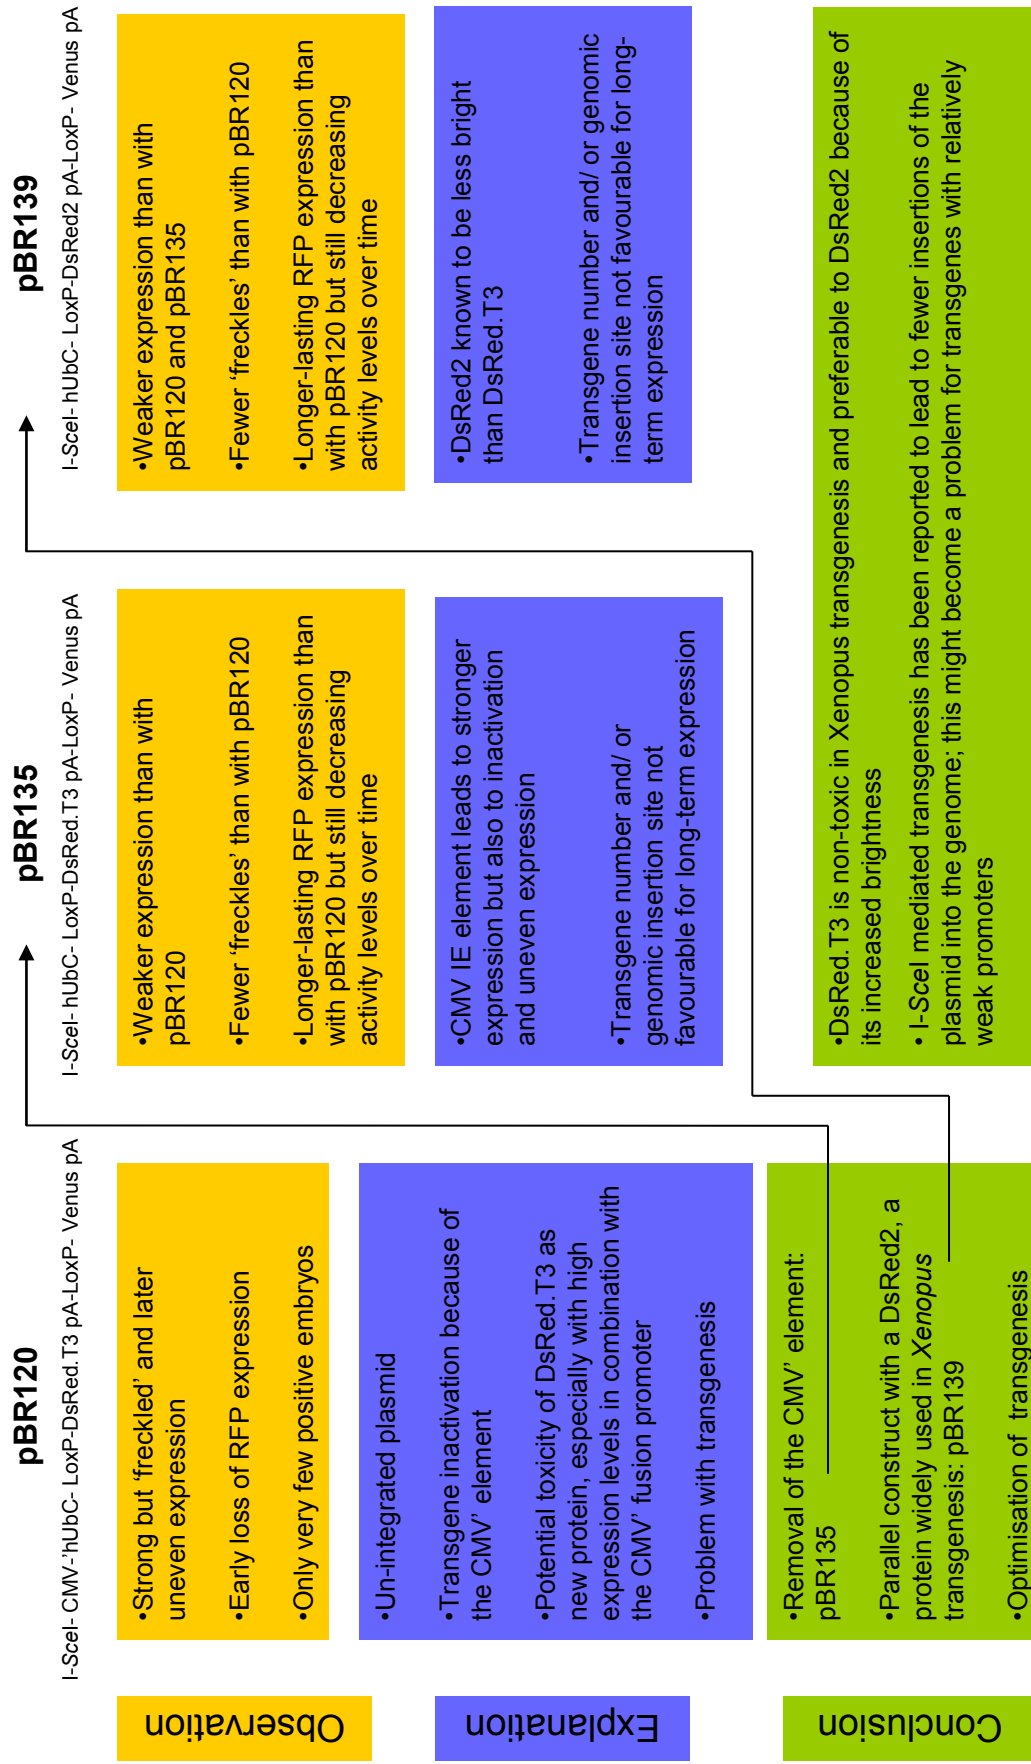 pBR120
I-SceI- CMV-'hUbC- LoxP-DsRed.T3 pA-LoxP- Venus pA
pBR135
I-SceI- hUbC- LoxP-DsRed.T3 pA-LoxP- Venus pA
pBR139
I-SceI- hUbC- LoxP-DsRed2 pA-LoxP- Venus pA
Observation
•Strong but 'freckled' and later
uneven expression
•Early loss of RFP expression
•Only very few positive embryos
•Weaker expression than with
pBR120
•Fewer 'freckles' than with pBR120
•Longer-lasting RFP expression than
with pBR120 but still decreasing
activity levels over time
•Weaker expression than with
pBR120 and pBR135
•Fewer 'freckles' than with pBR120
•Longer-lasting RFP expression than
with pBR120 but still decreasing
activity levels over time
Explanation
•Un-integrated plasmid
•Transgene inactivation because of
the CMV' element
•Potential toxicity of DsRed.T3 as
new protein, especially with high
expression levels in combination with
the CMV' fusion promoter
•Problem with transgenesis
•CMV IE element leads to stronger
expression but also to inactivation
and uneven expression
•Transgene number and/ or
genomic insertion site not
favourable for long-term expression
•DsRed2 known to be less bright
than DsRed.T3
•Transgene number and/ or genomic
insertion site not favourable for long-
term expression
Conclusion
•Removal of the CMV' element:
pBR135
•Parallel construct with a DsRed2, a
protein widely used in Xenopus
transgenesis: pBR139
•Optimisation of transgenesis
•DsRed.T3 is non-toxic in Xenopus transgenesis and preferable to DsRed2 because of
its increased brightness
• I-SceI mediated transgenesis has been reported to lead to fewer insertions of the
plasmid into the genome; this might become a problem for transgenes with relatively
weak promoters